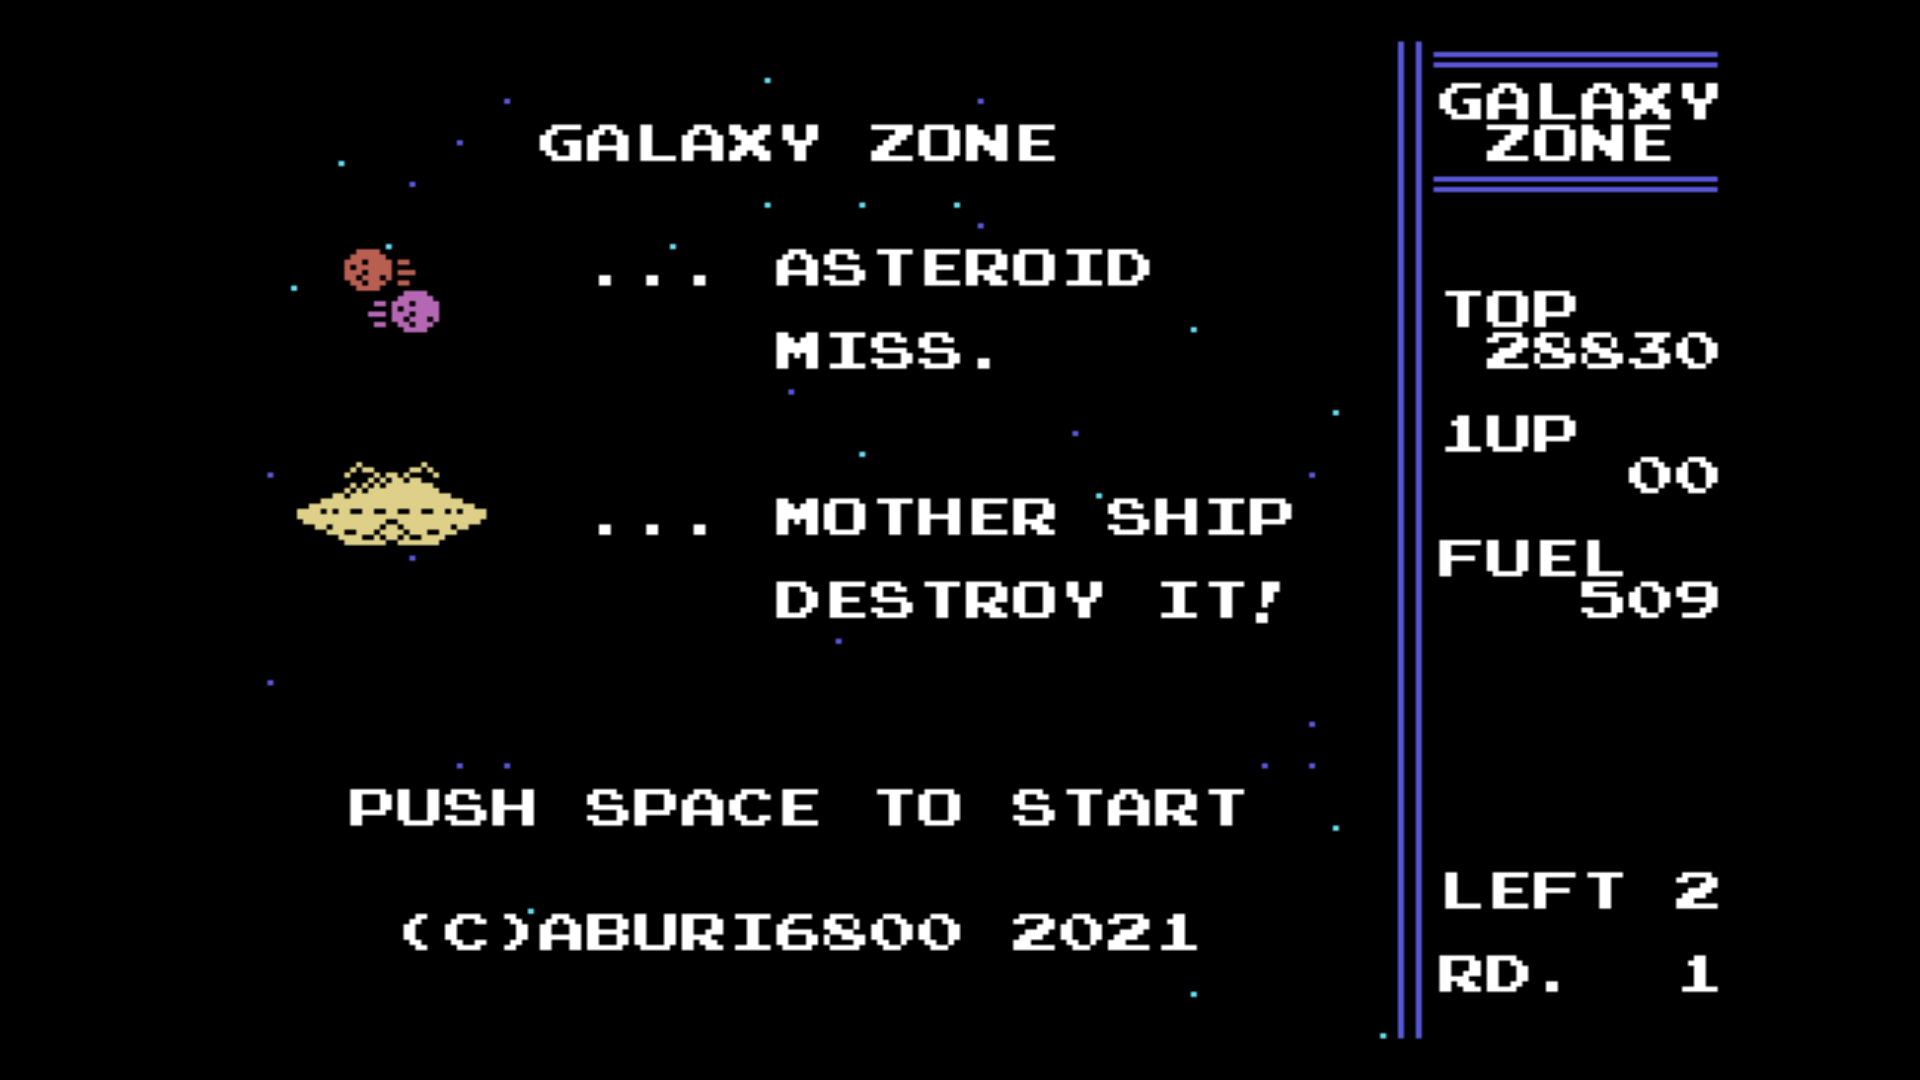 GALAXY ZONE
... ASTEROID
MISS.
... MOTHER SHIP
DESTROY IT!
PUSH SPACE TO START
(C)ABURI6800 2021
GALAXY
ZONE
TOP
28830
1UP
00
FUEL
509
LEFT 2
RD. 1